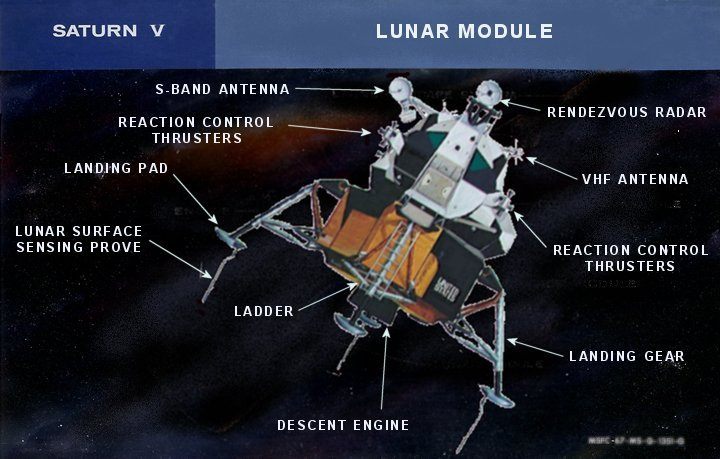 SATURN V
LUNAR MODULE
S-BAND ANTENNA
RENDEZVOUS RADAR
REACTION CONTROL
THRUSTERS
LANDING PAD
VHF ANTENNA
LUNAR SURFACE
SENSING PROVE
REACTION CONTROL
THRUSTERS
LADDER
LANDING GEAR
DESCENT ENGINE